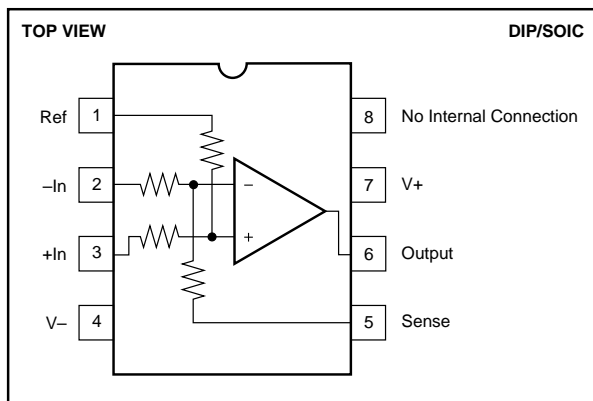 TOP VIEW DIP/SOIC
Ref 1 8 No Internal Connection
–In 2 – 7 V+
+In 3 + 6 Output
V– 4 5 Sense